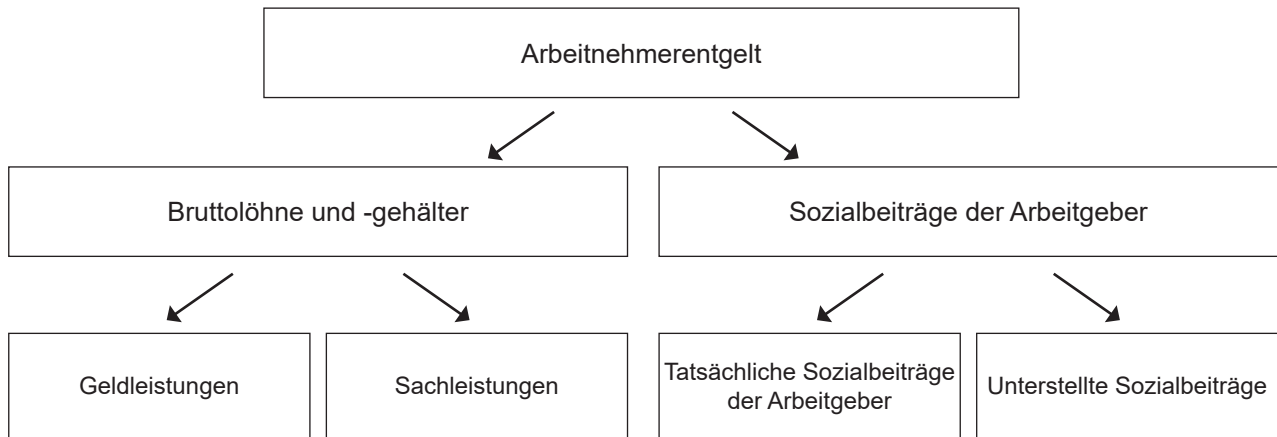 Arbeitnehmerentgelt
Bruttolöhne und -gehälter
Sozialbeiträge der Arbeitgeber
Geldleistungen
Sachleistungen
Tatsächliche Sozialbeiträge
der Arbeitgeber
Unterstellte Sozialbeiträge